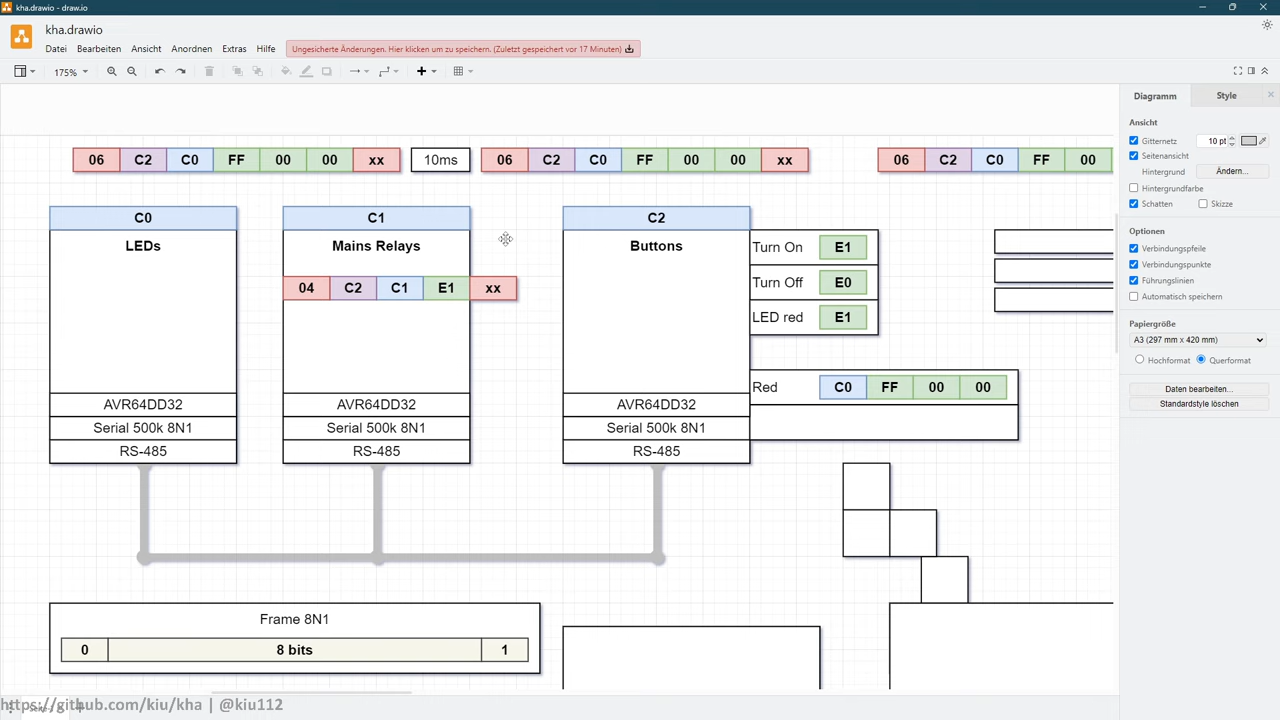 kha.drawio - draw.io
kha.drawio
Datei Bearbeiten Ansicht Anordnen Extras Hilfe
Ungesicherte Änderungen. Hier klicken um zu speichern. (Zuletzt gespeichert vor 17 Minuten)
175%
06 C2 C0 FF 00 00 xx
10ms
06 C2 C0 FF 00 00 xx
06 C2 C0 FF 00
C0
LEDs
AVR64DD32
Serial 500k 8N1
RS-485
C1
Mains Relays
04 C2 C1 E1 xx
AVR64DD32
Serial 500k 8N1
RS-485
C2
Buttons
AVR64DD32
Serial 500k 8N1
RS-485
Turn On E1
Turn Off E0
LED red E1
Red C0 FF 00 00
Frame 8N1
0 8 bits 1
Diagramm Style
Ansicht
Gitternetz 10 pt
Seitenansicht
Hintergrund Ändern...
Hintergrundfarbe
Schatten Skizze
Optionen
Verbindungspfeile
Verbindungspunkte
Führungslinien
Automatisch speichern
Papiergröße
A3 (297 mm x 420 mm)
Hochformat Querformat
Daten bearbeiten...
Standardstyle löschen
https://github.com/kiu/kha | @kiu112